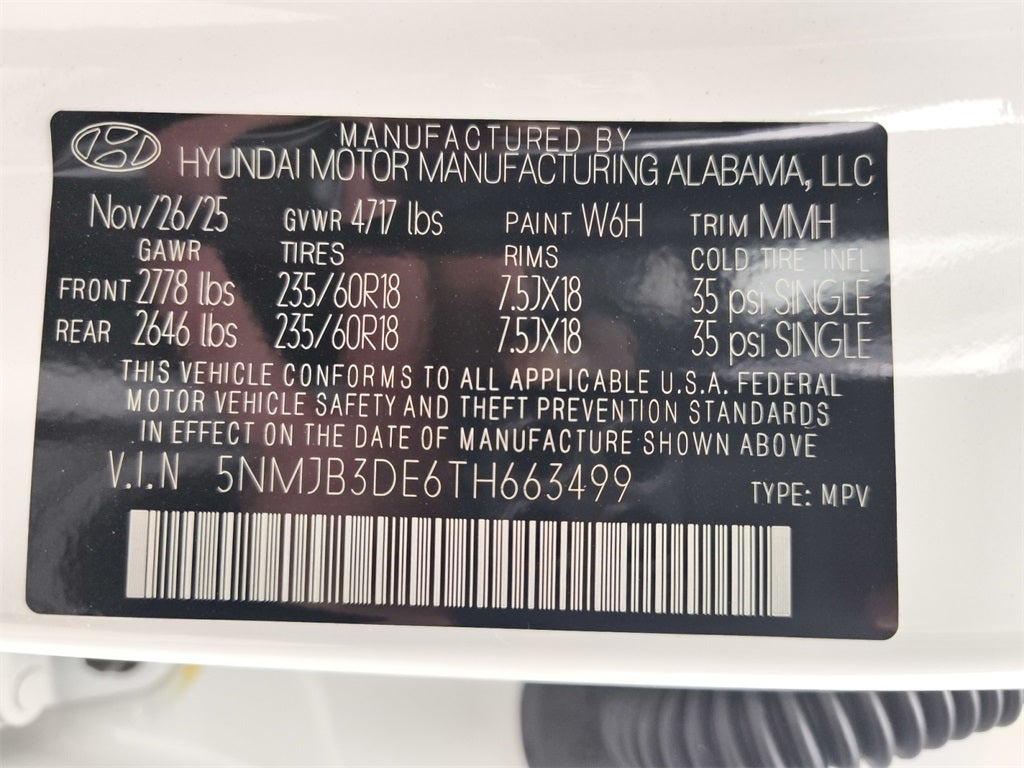 MANUFACTURED BY
HYUNDAI MOTOR MANUFACTURING ALABAMA, LLC
Nov/26/25 GVWR 4717 lbs PAINT W6H TRIM MMH
GAWR TIRES RIMS COLD TIRE INFL
FRONT 2778 lbs 235/60R18 7.5JX18 35 psi SINGLE
REAR 2646 lbs 235/60R18 7.5JX18 35 psi SINGLE
THIS VEHICLE CONFORMS TO ALL APPLICABLE U.S.A. FEDERAL
MOTOR VEHICLE SAFETY AND THEFT PREVENTION STANDARDS
IN EFFECT ON THE DATE OF MANUFACTURE SHOWN ABOVE
V.I.N 5NMJB3DE6TH663499 TYPE: MPV